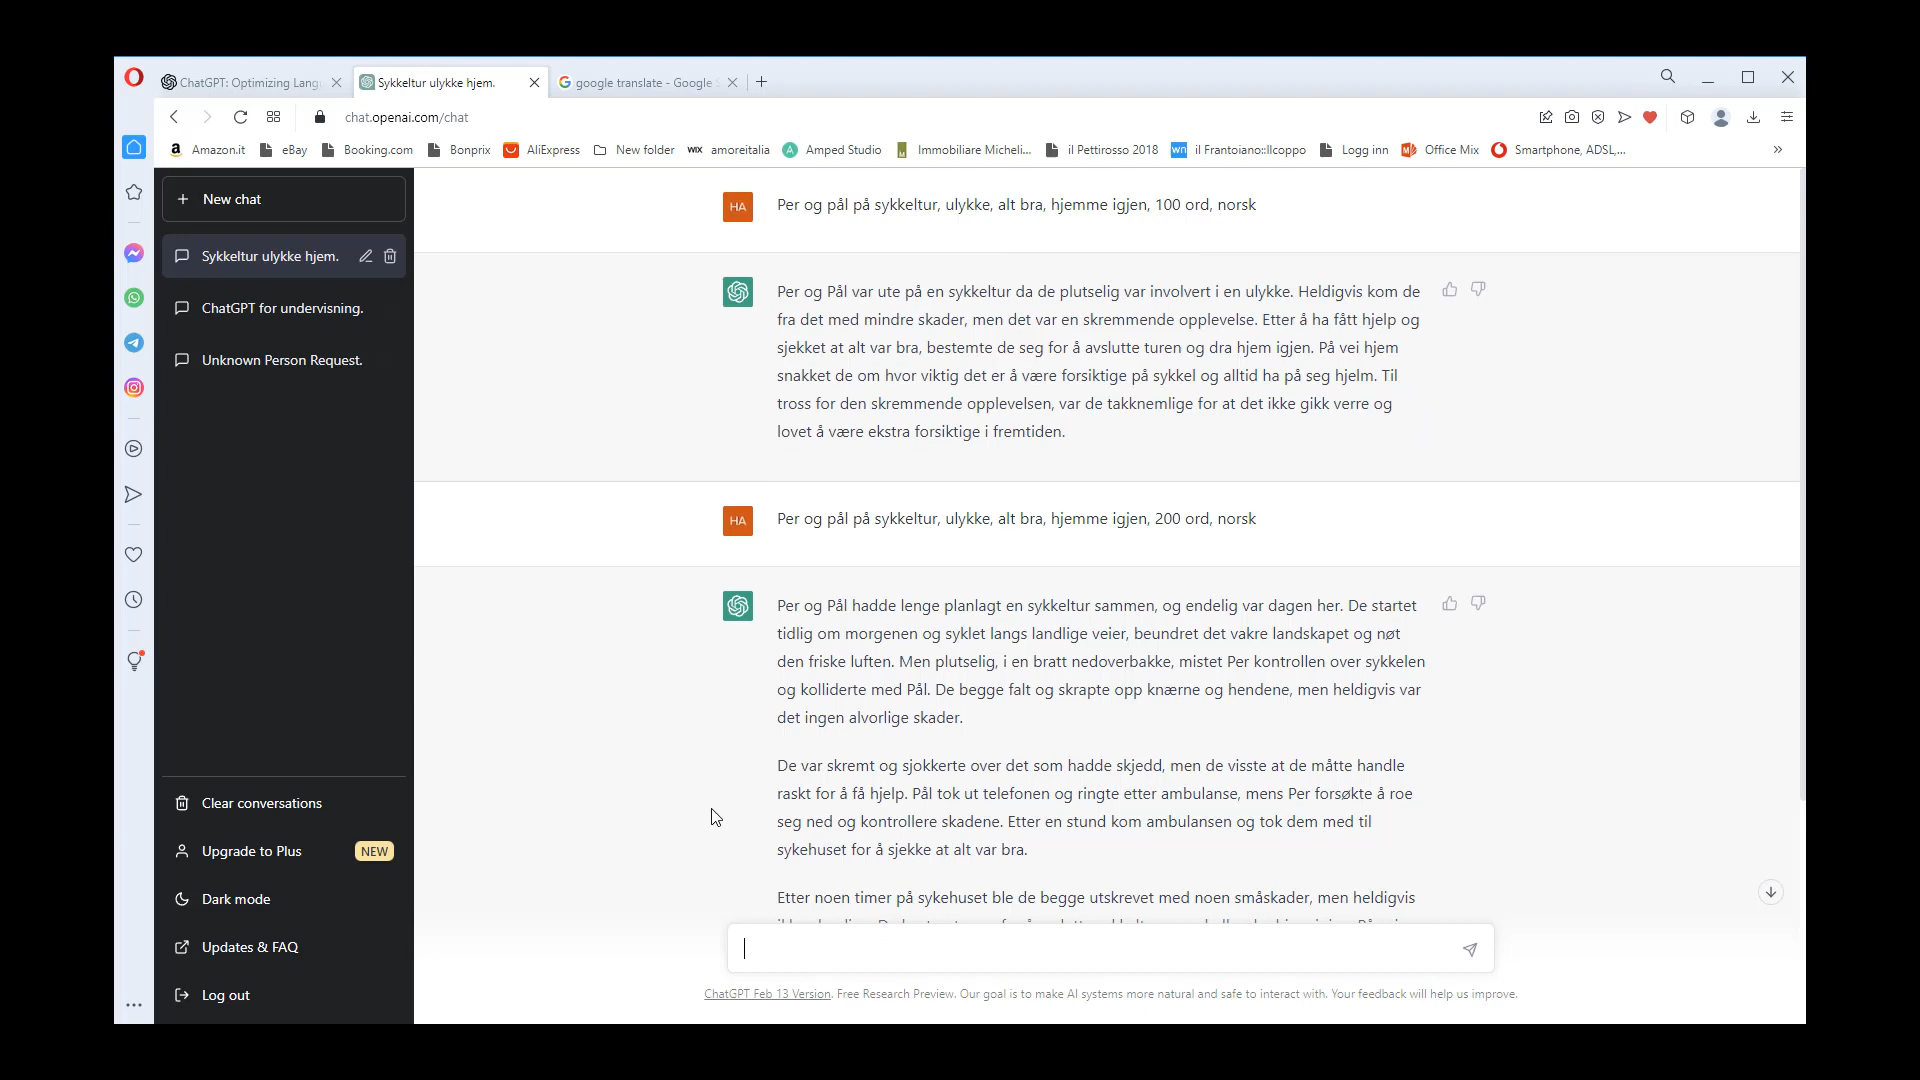 ChatGPT: Optimizing Lang
Sykkeltur ulykke hjem.
google translate - Google S
chat.openai.com/chat
Amazon.it
eBay
Booking.com
Bonprix
AliExpress
New folder
WIX amoreitalia
A Amped Studio
Immobiliare Micheli...
il Pettirosso 2018
wn il Frantoiano::Ilcoppo
Logg inn
Office Mix
Smartphone, ADSL,...
New chat
Sykkeltur ulykke hjem.
ChatGPT for undervisning.
Unknown Person Request.
Clear conversations
Upgrade to Plus NEW
Dark mode
Updates & FAQ
Log out
HA
Per og pål på sykkeltur, ulykke, alt bra, hjemme igjen, 100 ord, norsk
Per og Pål var ute på en sykkeltur da de plutselig var involvert i en ulykke. Heldigvis kom de
fra det med mindre skader, men det var en skremmende opplevelse. Etter å ha fått hjelp og
sjekket at alt var bra, bestemte de seg for å avslutte turen og dra hjem igjen. På vei hjem
snakket de om hvor viktig det er å være forsiktige på sykkel og alltid ha på seg hjelm. Til
tross for den skremmende opplevelsen, var de takknemlige for at det ikke gikk verre og
lovet å være ekstra forsiktige i fremtiden.
HA
Per og pål på sykkeltur, ulykke, alt bra, hjemme igjen, 200 ord, norsk
Per og Pål hadde lenge planlagt en sykkeltur sammen, og endelig var dagen her. De startet
tidlig om morgenen og syklet langs landlige veier, beundret det vakre landskapet og nøt
den friske luften. Men plutselig, i en bratt nedoverbakke, mistet Per kontrollen over sykkelen
og kolliderte med Pål. De begge falt og skrapte opp knærne og hendene, men heldigvis var
det ingen alvorlige skader.
De var skremt og sjokkerte over det som hadde skjedd, men de visste at de måtte handle
raskt for å få hjelp. Pål tok ut telefonen og ringte etter ambulanse, mens Per forsøkte å roe
seg ned og kontrollere skadene. Etter en stund kom ambulansen og tok dem med til
sykehuset for å sjekke at alt var bra.
Etter noen timer på sykehuset ble de begge utskrevet med noen småskader, men heldigvis
ChatGPT Feb 13 Version. Free Research Preview. Our goal is to make AI systems more natural and safe to interact with. Your feedback will help us improve.